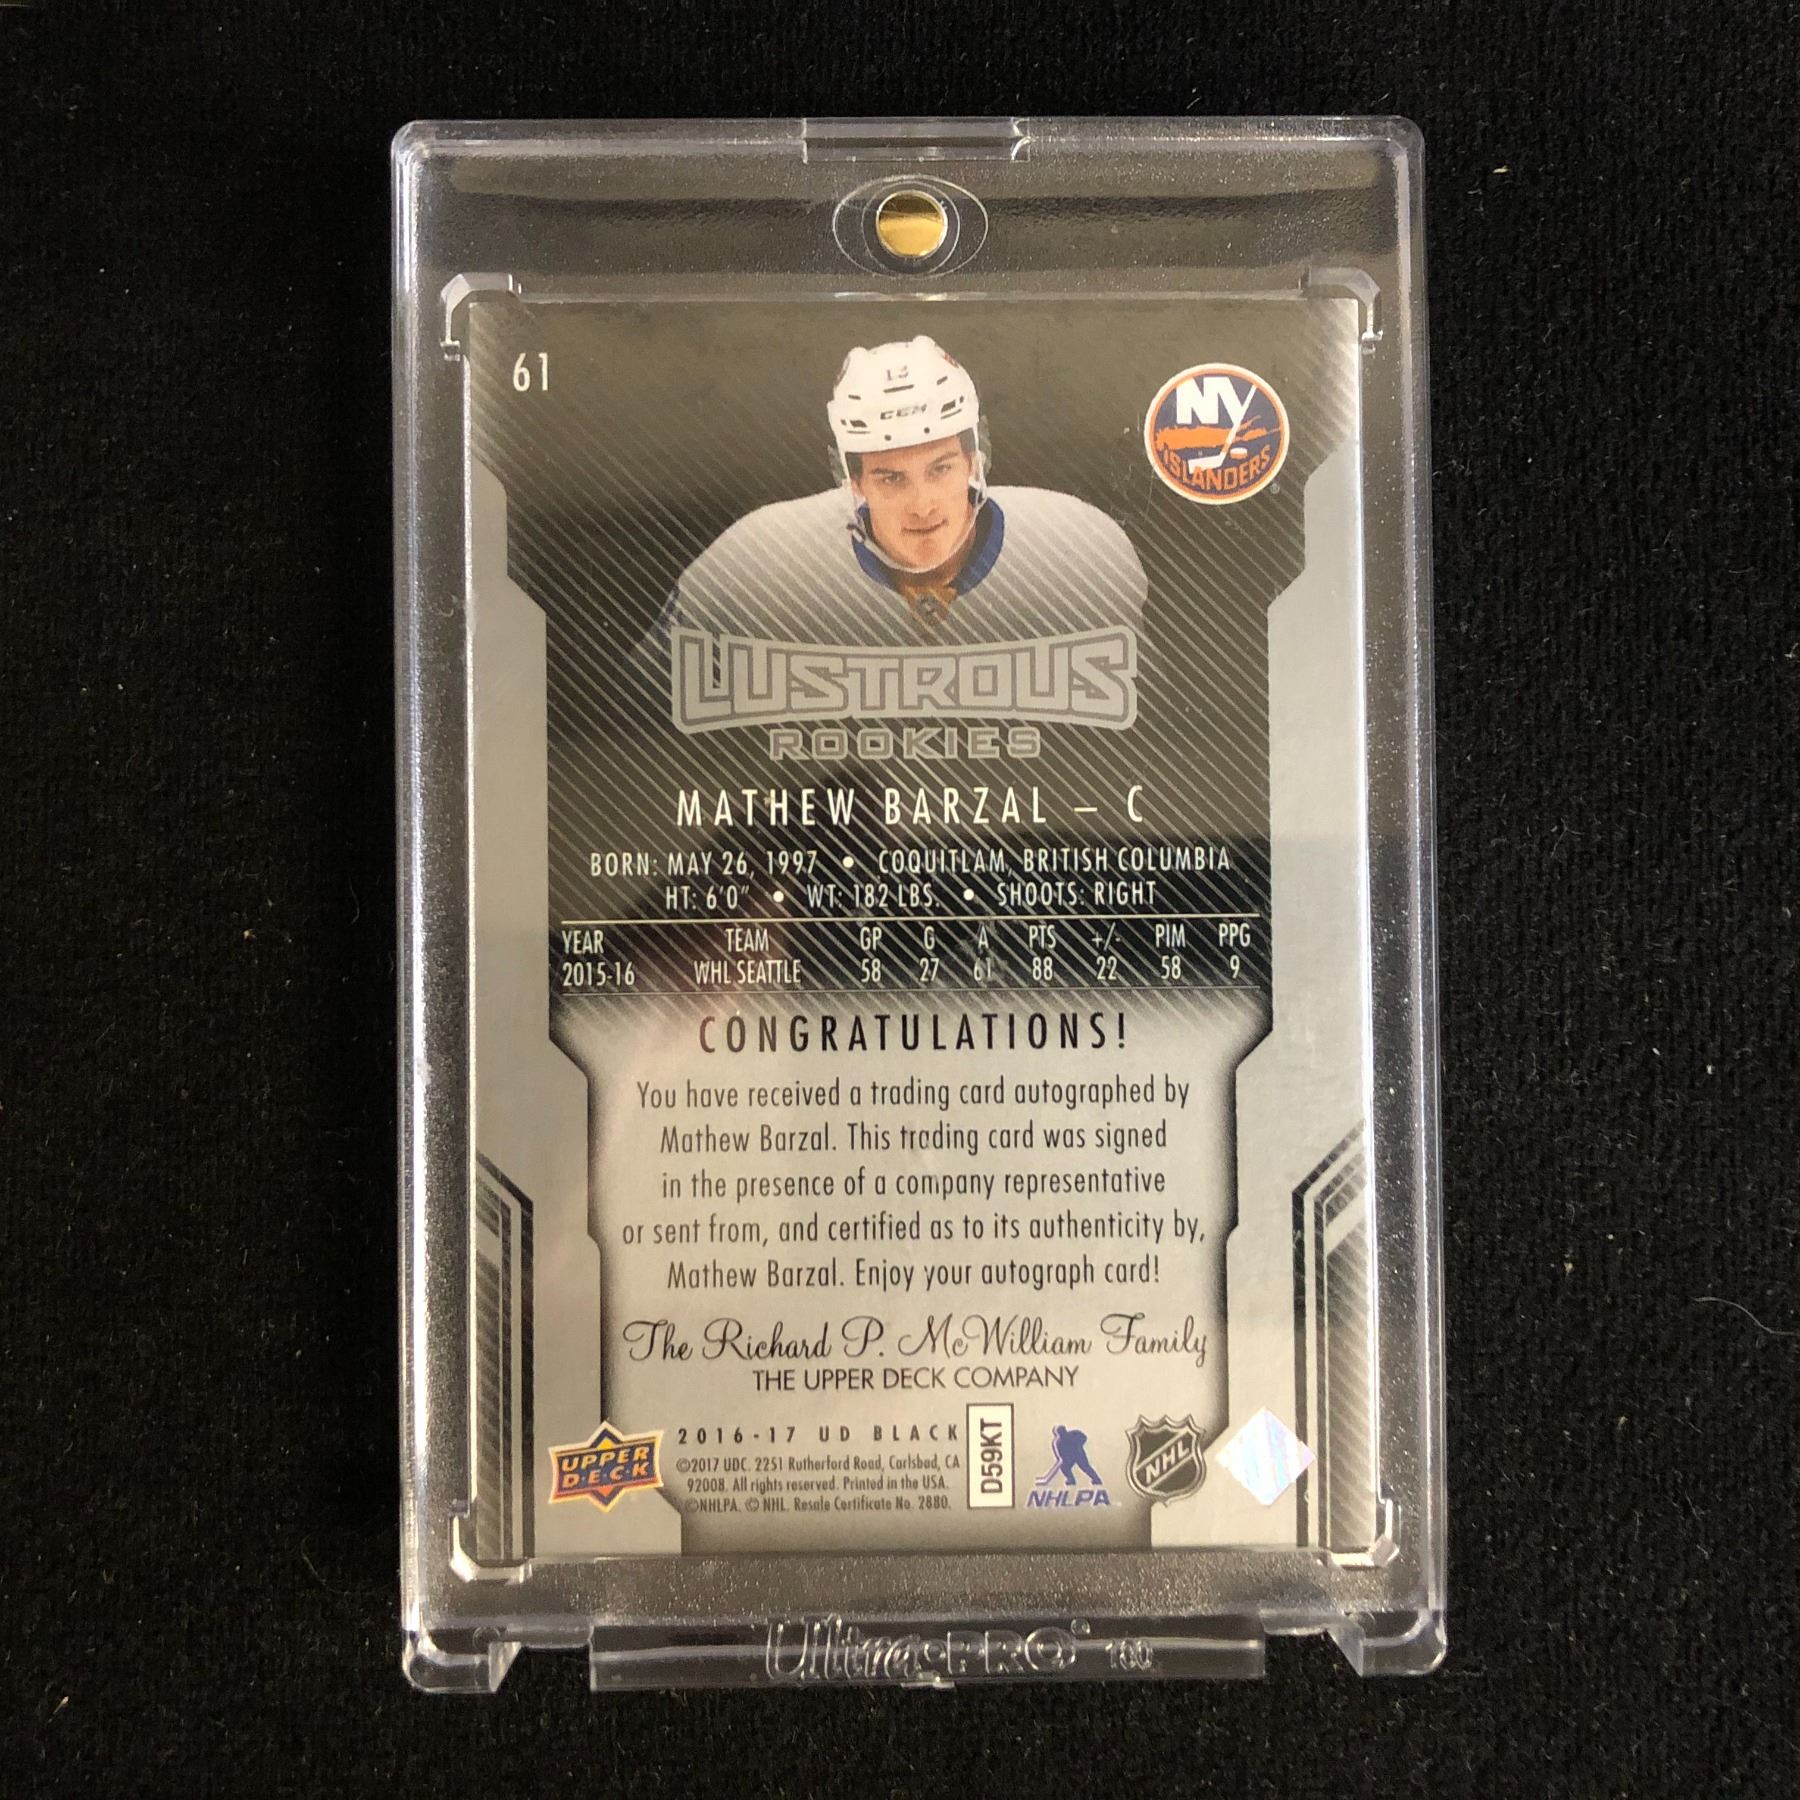 61
13
CCM
NY
ISLANDERS
LUSTROUS
ROOKIES
MATHEW BARZAL – C
BORN: MAY 26, 1997 • COQUITLAM, BRITISH COLUMBIA
HT: 6'0" • WT: 182 LBS. • SHOOTS: RIGHT
YEAR TEAM GP G A PTS +/- PIM PPG
2015-16 WHL SEATTLE 58 27 61 88 22 58 9
CONGRATULATIONS!
You have received a trading card autographed by
Mathew Barzal. This trading card was signed
in the presence of a company representative
or sent from, and certified as to its authenticity by,
Mathew Barzal. Enjoy your autograph card!
The Richard P. McWilliam Family
THE UPPER DECK COMPANY
UPPER
D·E·C·K
2016-17 UD BLACK
©2017 UDC. 2251 Rutherford Road, Carlsbad, CA
92008. All rights reserved. Printed in the USA.
©NHLPA. © NHL. Resale Certificate No. 2880.
D59KT
NHLPA
NHL
Ultra·PRO® 180